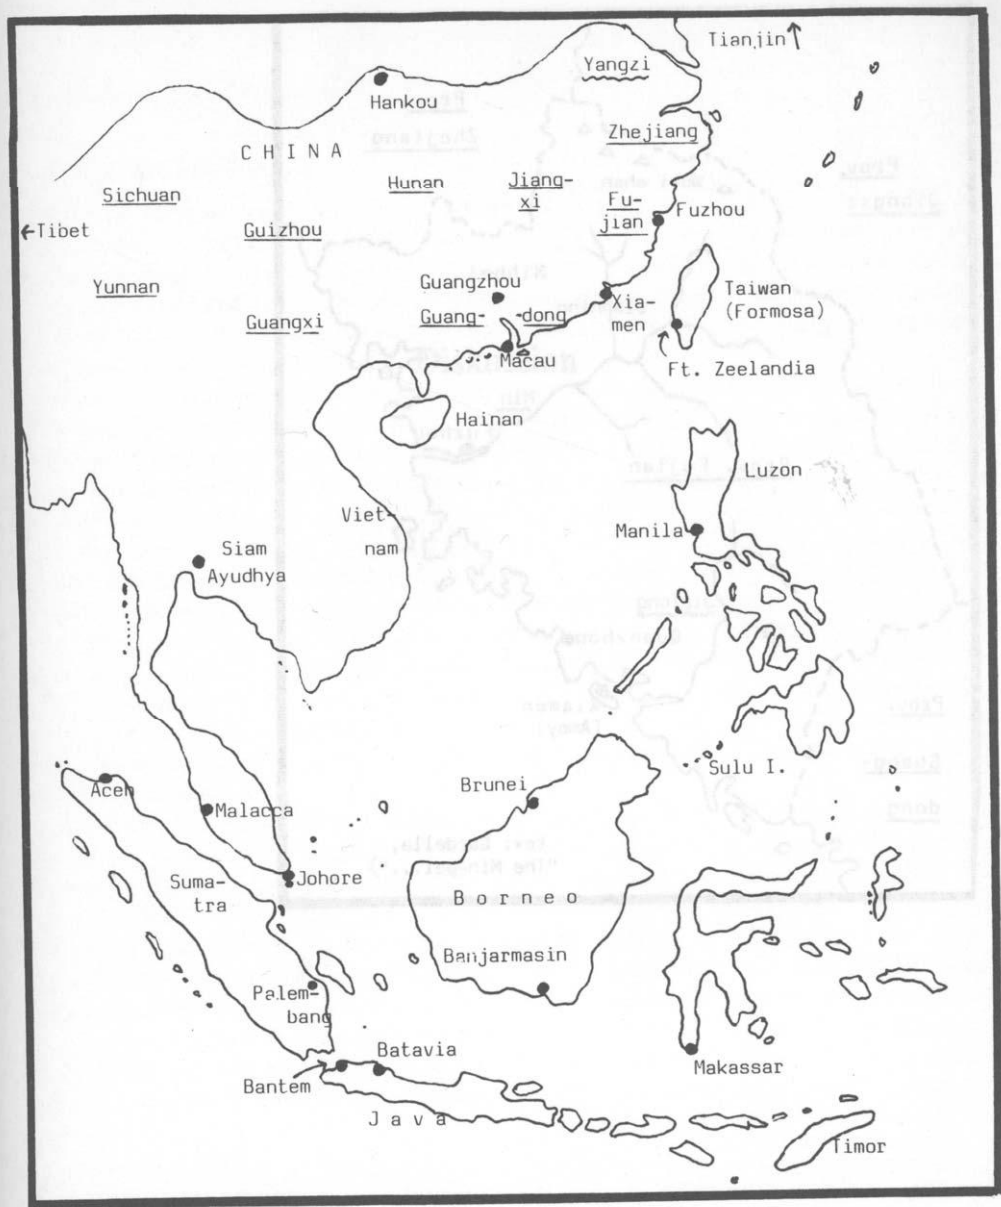 Tianjin↑
Yangzi
Hankou
CHINA
Zhejiang
Sichuan
Hunan
Jiang-
xi
Fu-
jian
Fuzhou
←Tibet
Guizhou
Yunnan
Guangzhou
Xia-
men
Taiwan
(Formosa)
Guangxi
Guang-
-dong
Macau
Ft. Zeelandia
Hainan
Luzon
Viet-
nam
Manila
Siam
Ayudhya
Sulu I.
Brunei
Aceh
Malacca
Johore
Suma-
tra
Borneo
Banjarmasin
Palem-
bang
Batavia
Bantem
Makassar
Java
Timor